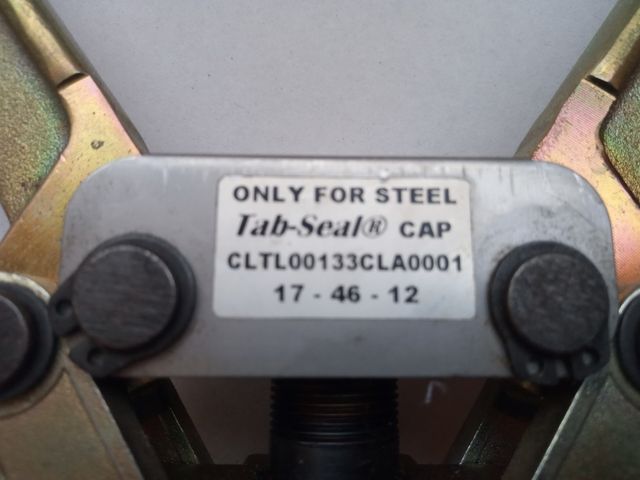 ONLY FOR STEEL
Tab-Seal® CAP
CLTL00133CLA0001
17 - 46 - 12